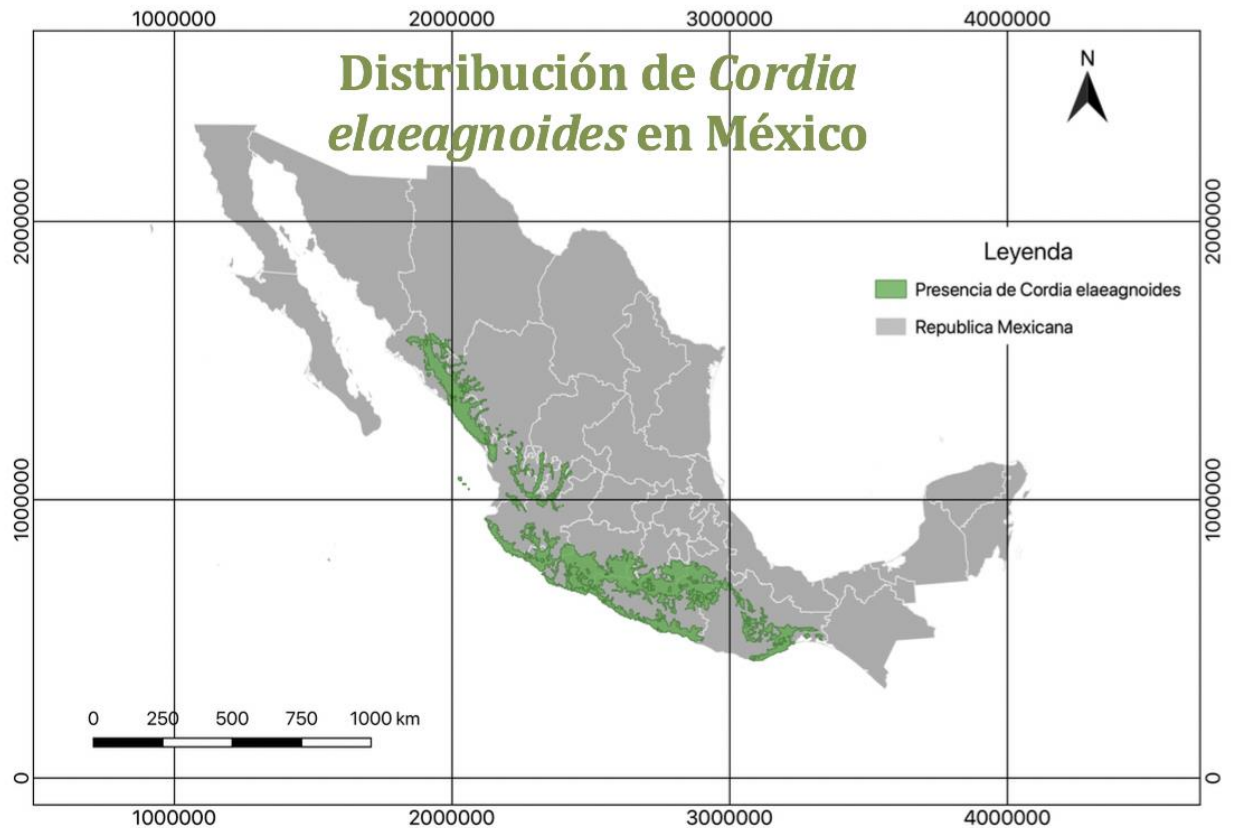 1000000 2000000 3000000 4000000
Distribución de Cordia
elaeagnoides en México
N
2000000
2000000
Leyenda
Presencia de Cordia elaeagnoides
Republica Mexicana
1000000
1000000
0 250 500 750 1000 km
0
0
1000000 2000000 3000000 4000000